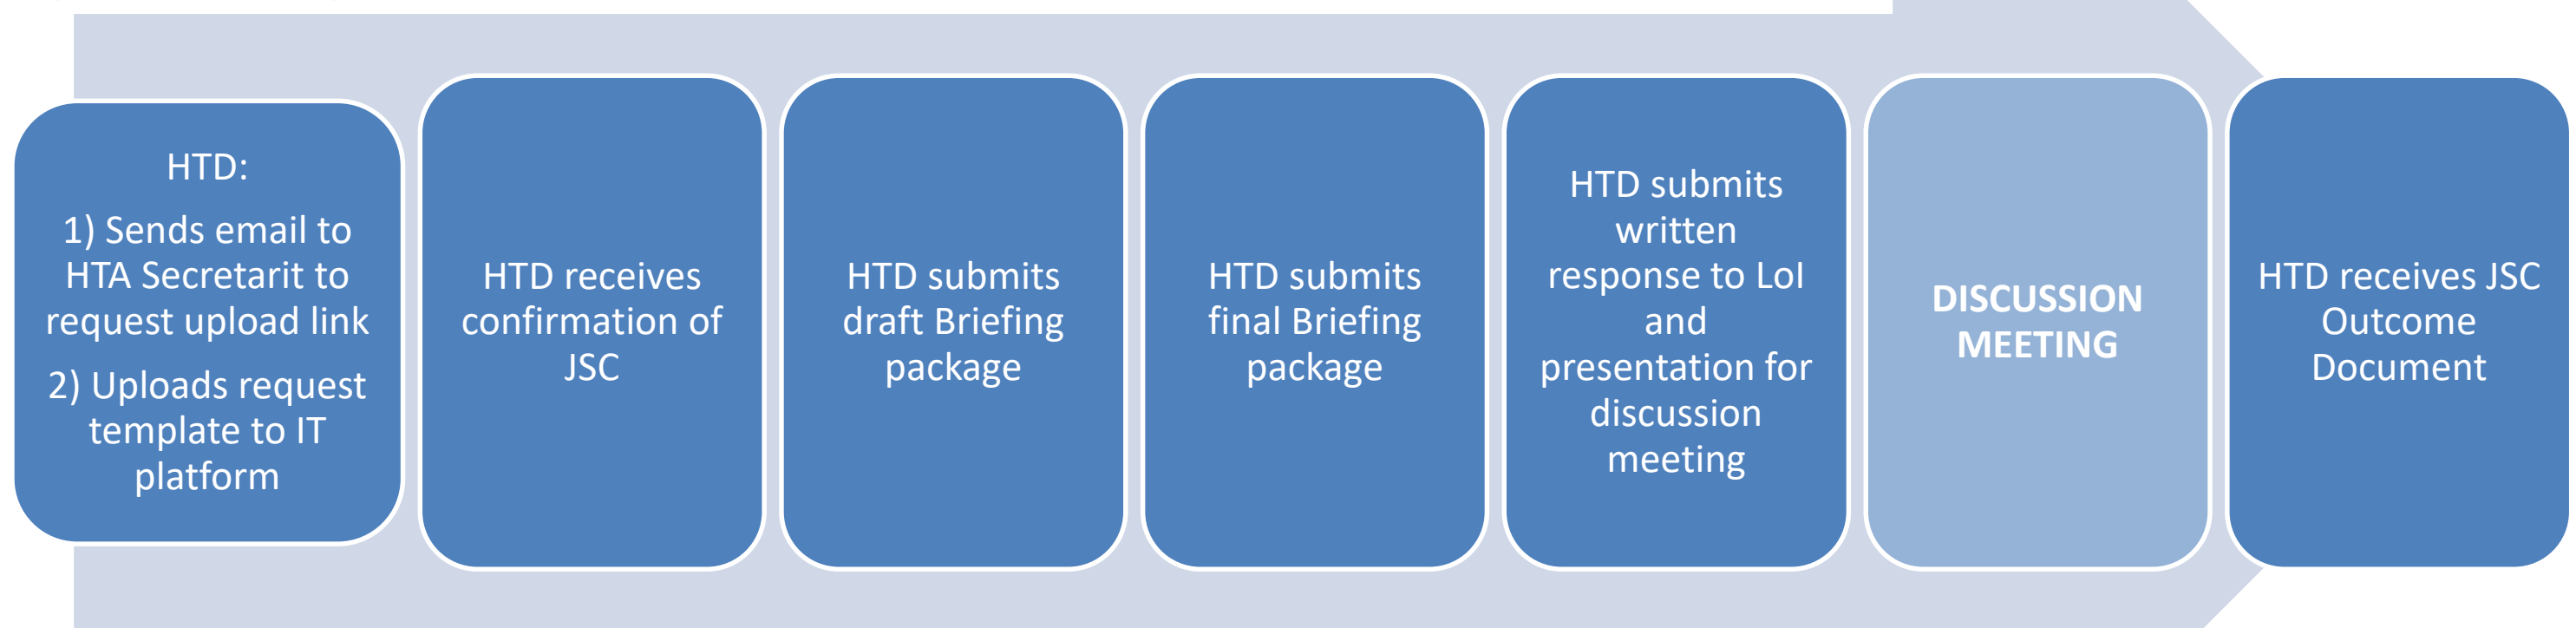 HTD:
1) Sends email to
HTA Secretarit to
request upload link
2) Uploads request
template to IT
platform
HTD receives
confirmation of
JSC
HTD submits
draft Briefing
package
HTD submits
final Briefing
package
HTD submits
written
response to LoI
and
presentation for
discussion
meeting
DISCUSSION
MEETING
HTD receives JSC
Outcome
Document